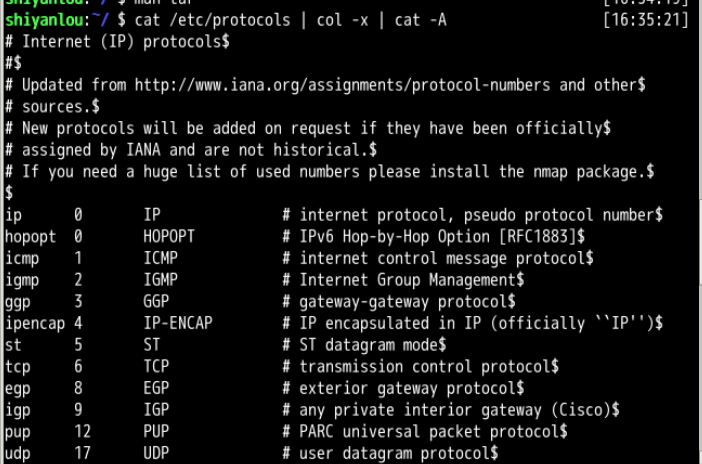 shiyanlou:~/ $ man tar [16:34:19]
shiyanlou:~/ $ cat /etc/protocols | col -x | cat -A [16:35:21]
# Internet (IP) protocols$
#$
# Updated from http://www.iana.org/assignments/protocol-numbers and other$
# sources.$
# New protocols will be added on request if they have been officially$
# assigned by IANA and are not historical.$
# If you need a huge list of used numbers please install the nmap package.$
$
ip 0 IP # internet protocol, pseudo protocol number$
hopopt 0 HOPOPT # IPv6 Hop-by-Hop Option [RFC1883]$
icmp 1 ICMP # internet control message protocol$
igmp 2 IGMP # Internet Group Management$
ggp 3 GGP # gateway-gateway protocol$
ipencap 4 IP-ENCAP # IP encapsulated in IP (officially ``IP'')$
st 5 ST # ST datagram mode$
tcp 6 TCP # transmission control protocol$
egp 8 EGP # exterior gateway protocol$
igp 9 IGP # any private interior gateway (Cisco)$
pup 12 PUP # PARC universal packet protocol$
udp 17 UDP # user datagram protocol$